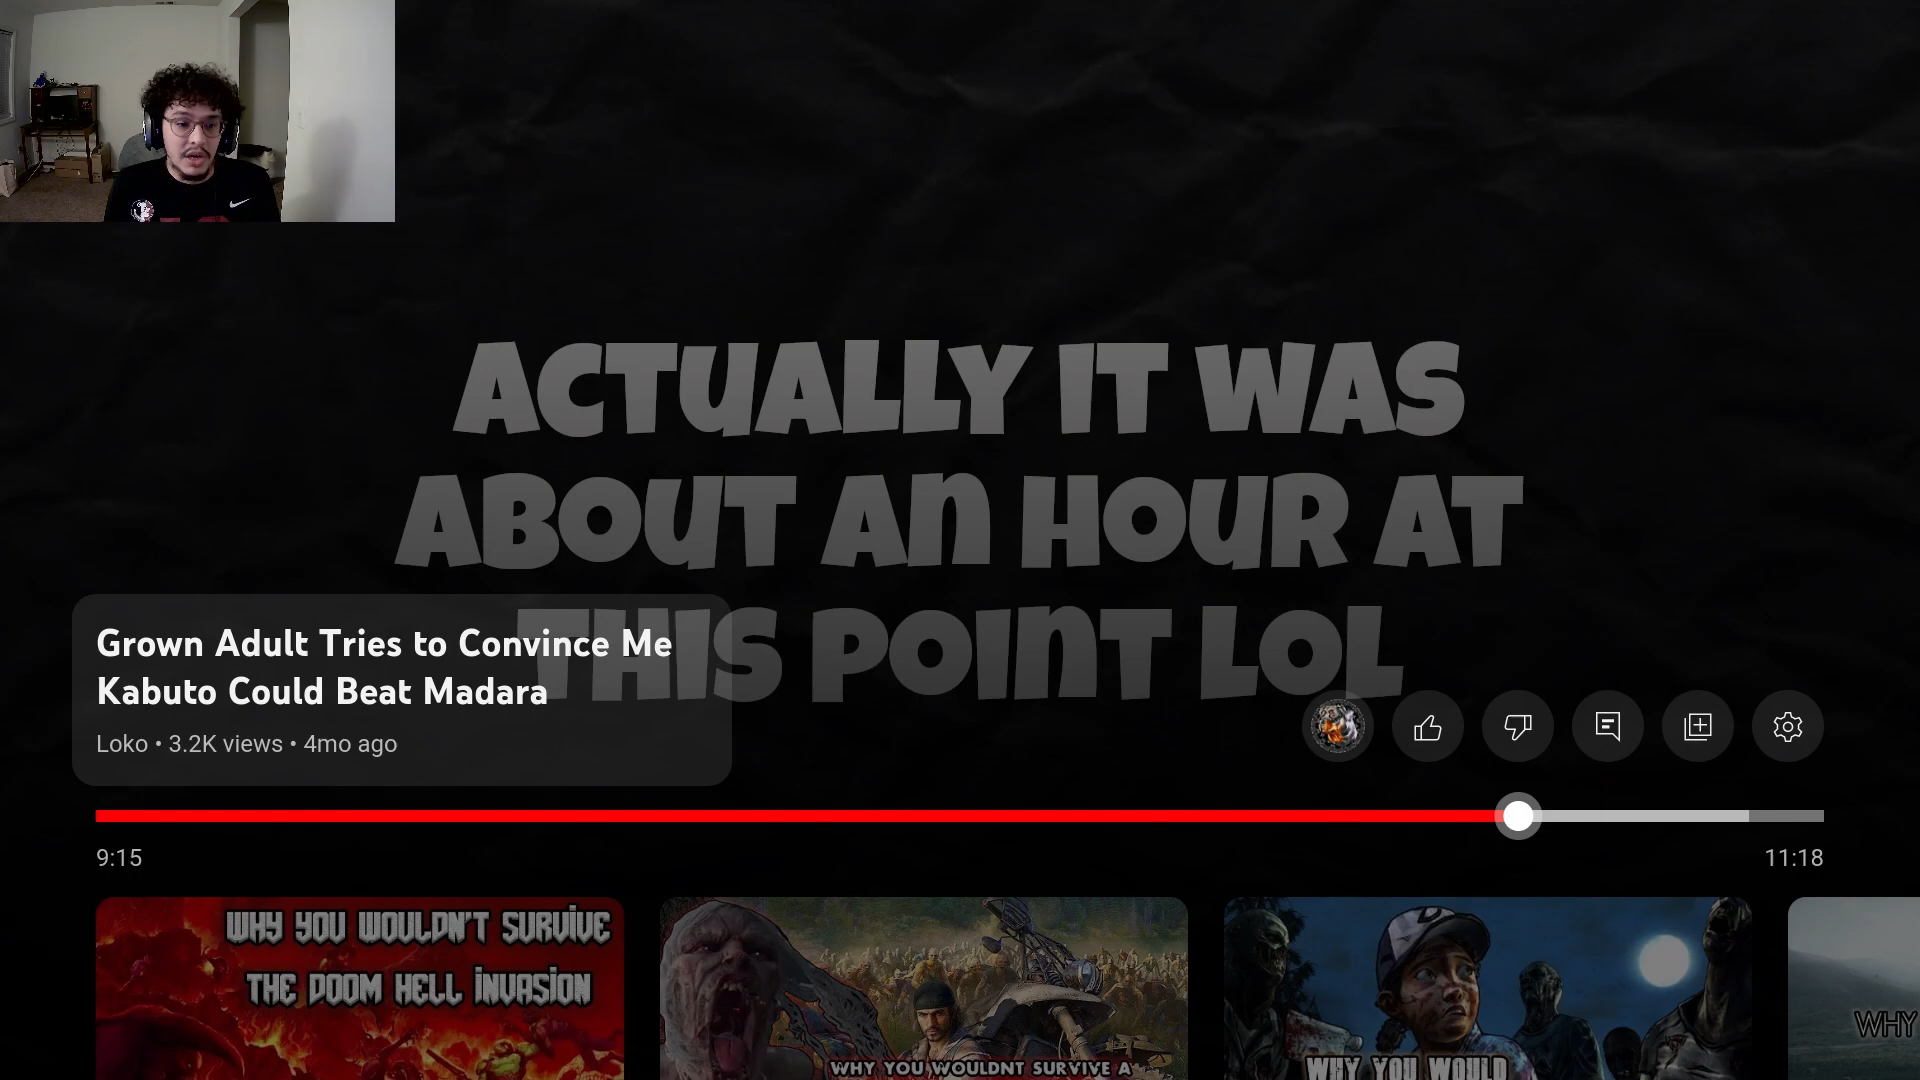 ACTUALLY IT WAS
ABOUT AN HOUR AT
THIS POINT LOL
Grown Adult Tries to Convince Me
Kabuto Could Beat Madara
Loko • 3.2K views • 4mo ago
9:15
11:18
WHY YOU WOULDN'T SURVIVE
THE DOOM HELL INVASION
WHY YOU WOULDNT SURVIVE A
WHY YOU WOULD
WHY